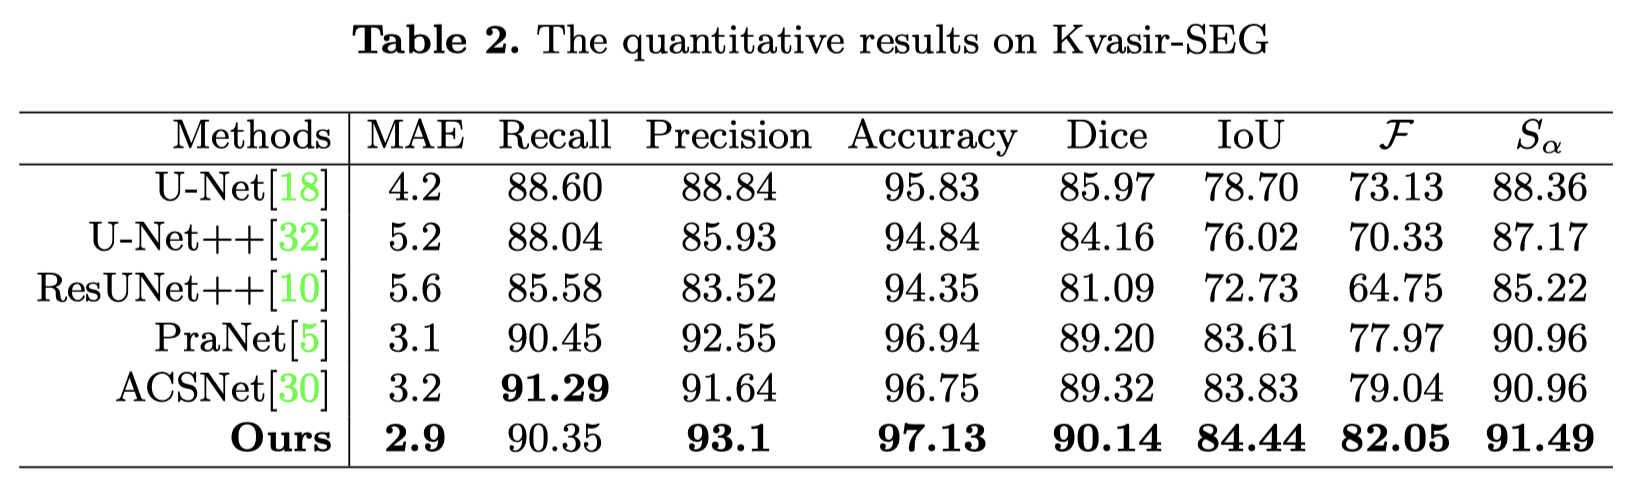 Table 2. The quantitative results on Kvasir-SEG
Methods MAE Recall Precision Accuracy Dice IoU ℱ Sα
U-Net[18] 4.2 88.60 88.84 95.83 85.97 78.70 73.13 88.36
U-Net++[32] 5.2 88.04 85.93 94.84 84.16 76.02 70.33 87.17
ResUNet++[10] 5.6 85.58 83.52 94.35 81.09 72.73 64.75 85.22
PraNet[5] 3.1 90.45 92.55 96.94 89.20 83.61 77.97 90.96
ACSNet[30] 3.2 91.29 91.64 96.75 89.32 83.83 79.04 90.96
Ours 2.9 90.35 93.1 97.13 90.14 84.44 82.05 91.49